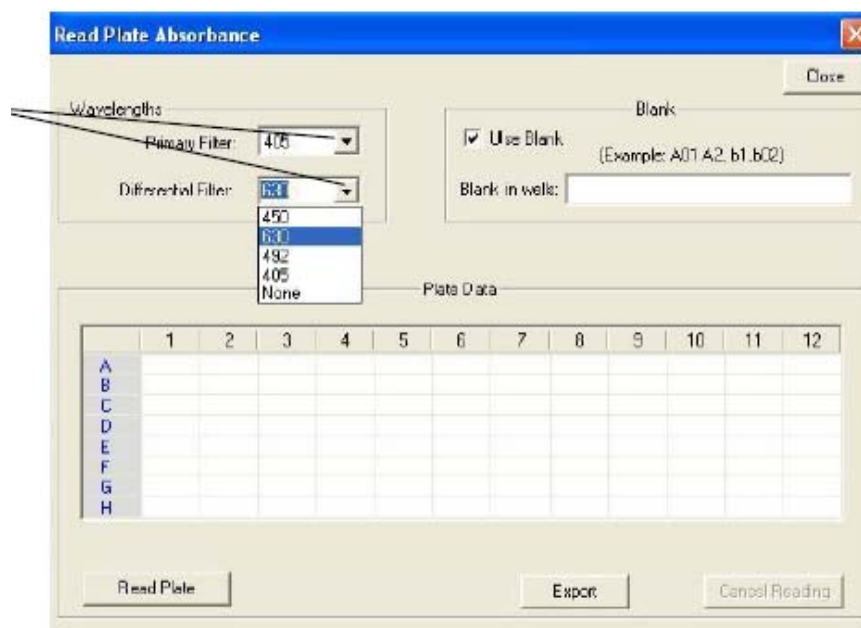 Read Plate Absorbance
Close
Wavelengths
Primary Filter: 405
Differential Filter: 630
450
630
492
405
None
Blank
Use Blank
(Example: A01 A2, b1,b02)
Blank in wells:
Plate Data
1 2 3 4 5 6 7 8 9 10 11 12
A
B
C
D
E
F
G
H
Read Plate
Export
Cancel Reading